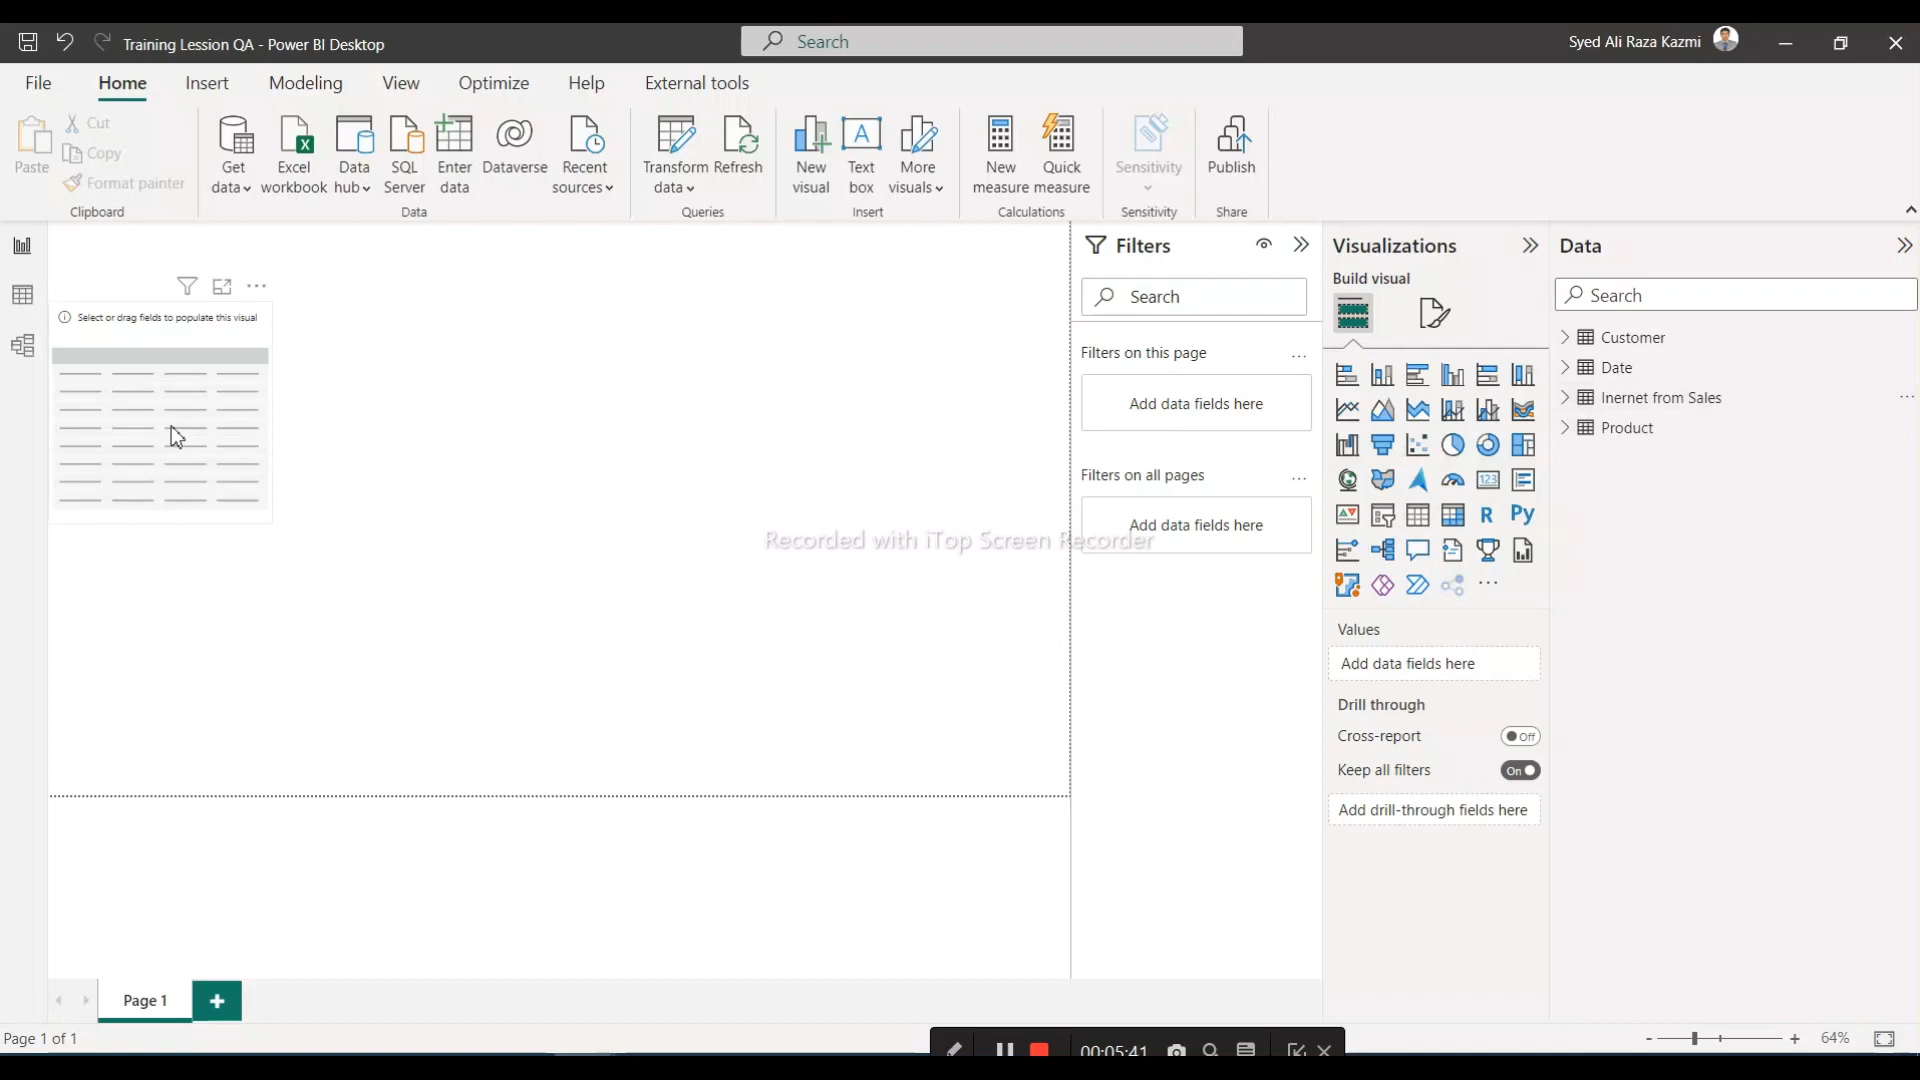 Training Lession QA - Power BI Desktop
Search
Syed Ali Raza Kazmi
File
Home
Insert
Modeling
View
Optimize
Help
External tools
Paste
Cut
Copy
Format painter
Clipboard
Get data
Excel workbook
Data hub
SQL Server
Enter data
Dataverse
Recent sources
Data
Transform data
Refresh
Queries
New visual
Text box
More visuals
Insert
New measure
Quick measure
Calculations
Sensitivity
Sensitivity
Publish
Share
Select or drag fields to populate this visual
Filters
Search
Filters on this page
Add data fields here
Filters on all pages
Add data fields here
Recorded with iTop Screen Recorder
Visualizations
Build visual
123
R
Py
Values
Add data fields here
Drill through
Cross-report
Off
Keep all filters
On
Add drill-through fields here
Data
Search
Customer
Date
Inernet from Sales
Product
Page 1
Page 1 of 1
00:05:41
64%